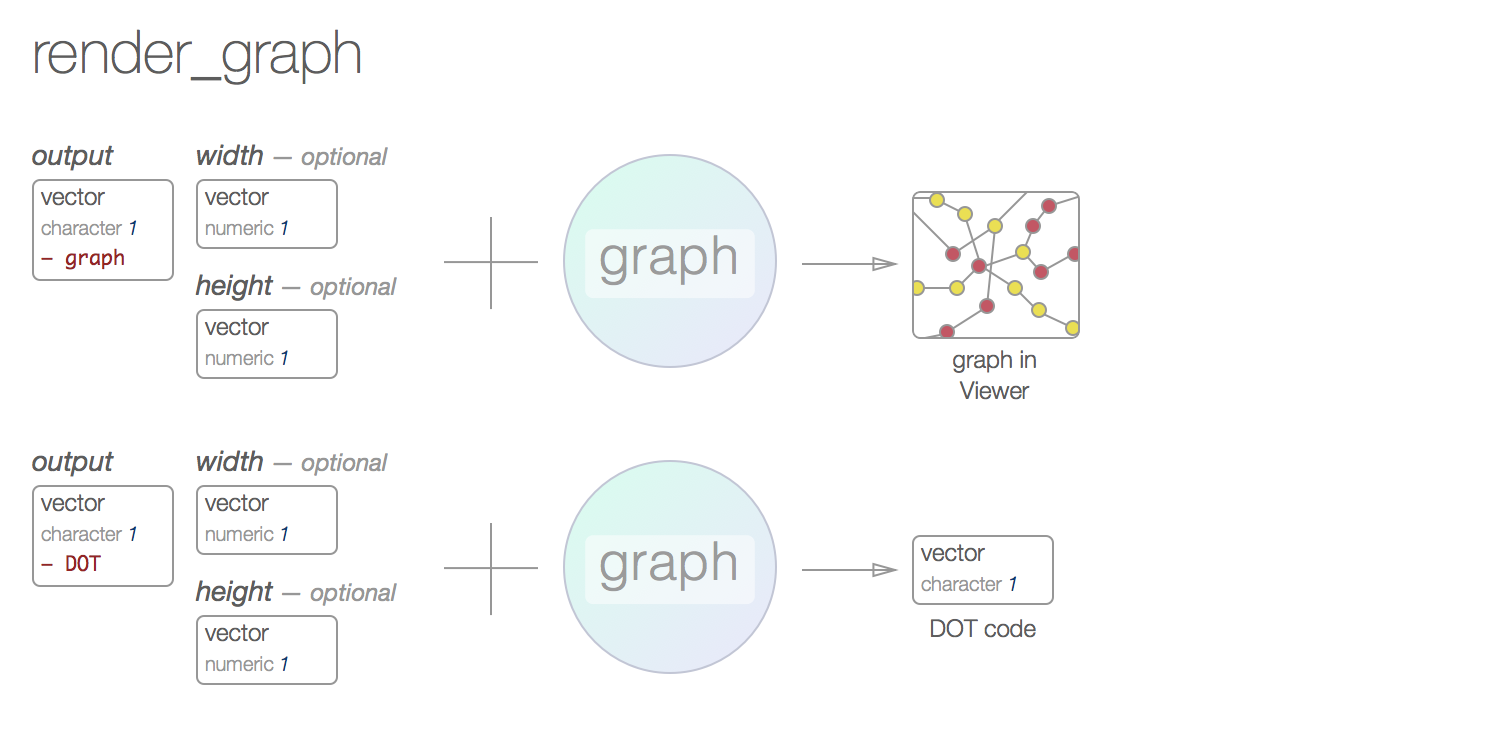 render_graph
output
vector
character 1
– graph
width — optional
vector
numeric 1
height — optional
vector
numeric 1
graph
graph in
Viewer
output
vector
character 1
– DOT
width — optional
vector
numeric 1
height — optional
vector
numeric 1
graph
vector
character 1
DOT code